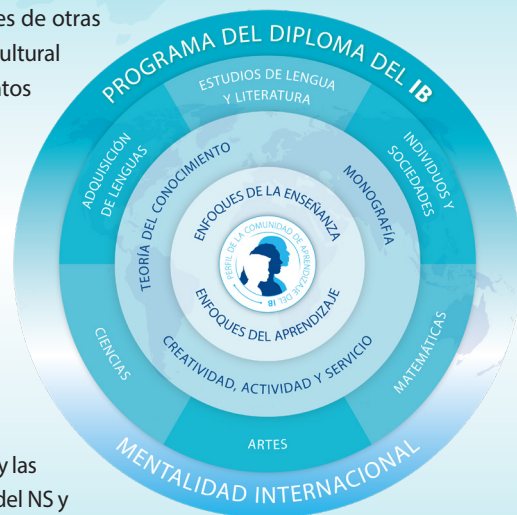 es de otras
ultural
tos
PROGRAMA DEL DIPLOMA DEL IB
ESTUDIOS DE LENGUA
Y LITERATURA
ADQUISICIÓN
DE LENGUAS
INDIVIDUOS Y
SOCIEDADES
TEORÍA DEL CONOCIMIENTO
MONOGRAFÍA
ENFOQUES DE LA ENSEÑANZA
PERFIL DE LA COMUNIDAD DE APRENDIZAJE DEL IB
ENFOQUES DEL APRENDIZAJE
CREATIVIDAD, ACTIVIDAD Y SERVICIO
CIENCIAS
MATEMÁTICAS
ARTES
MENTALIDAD INTERNACIONAL
y las
del NS y